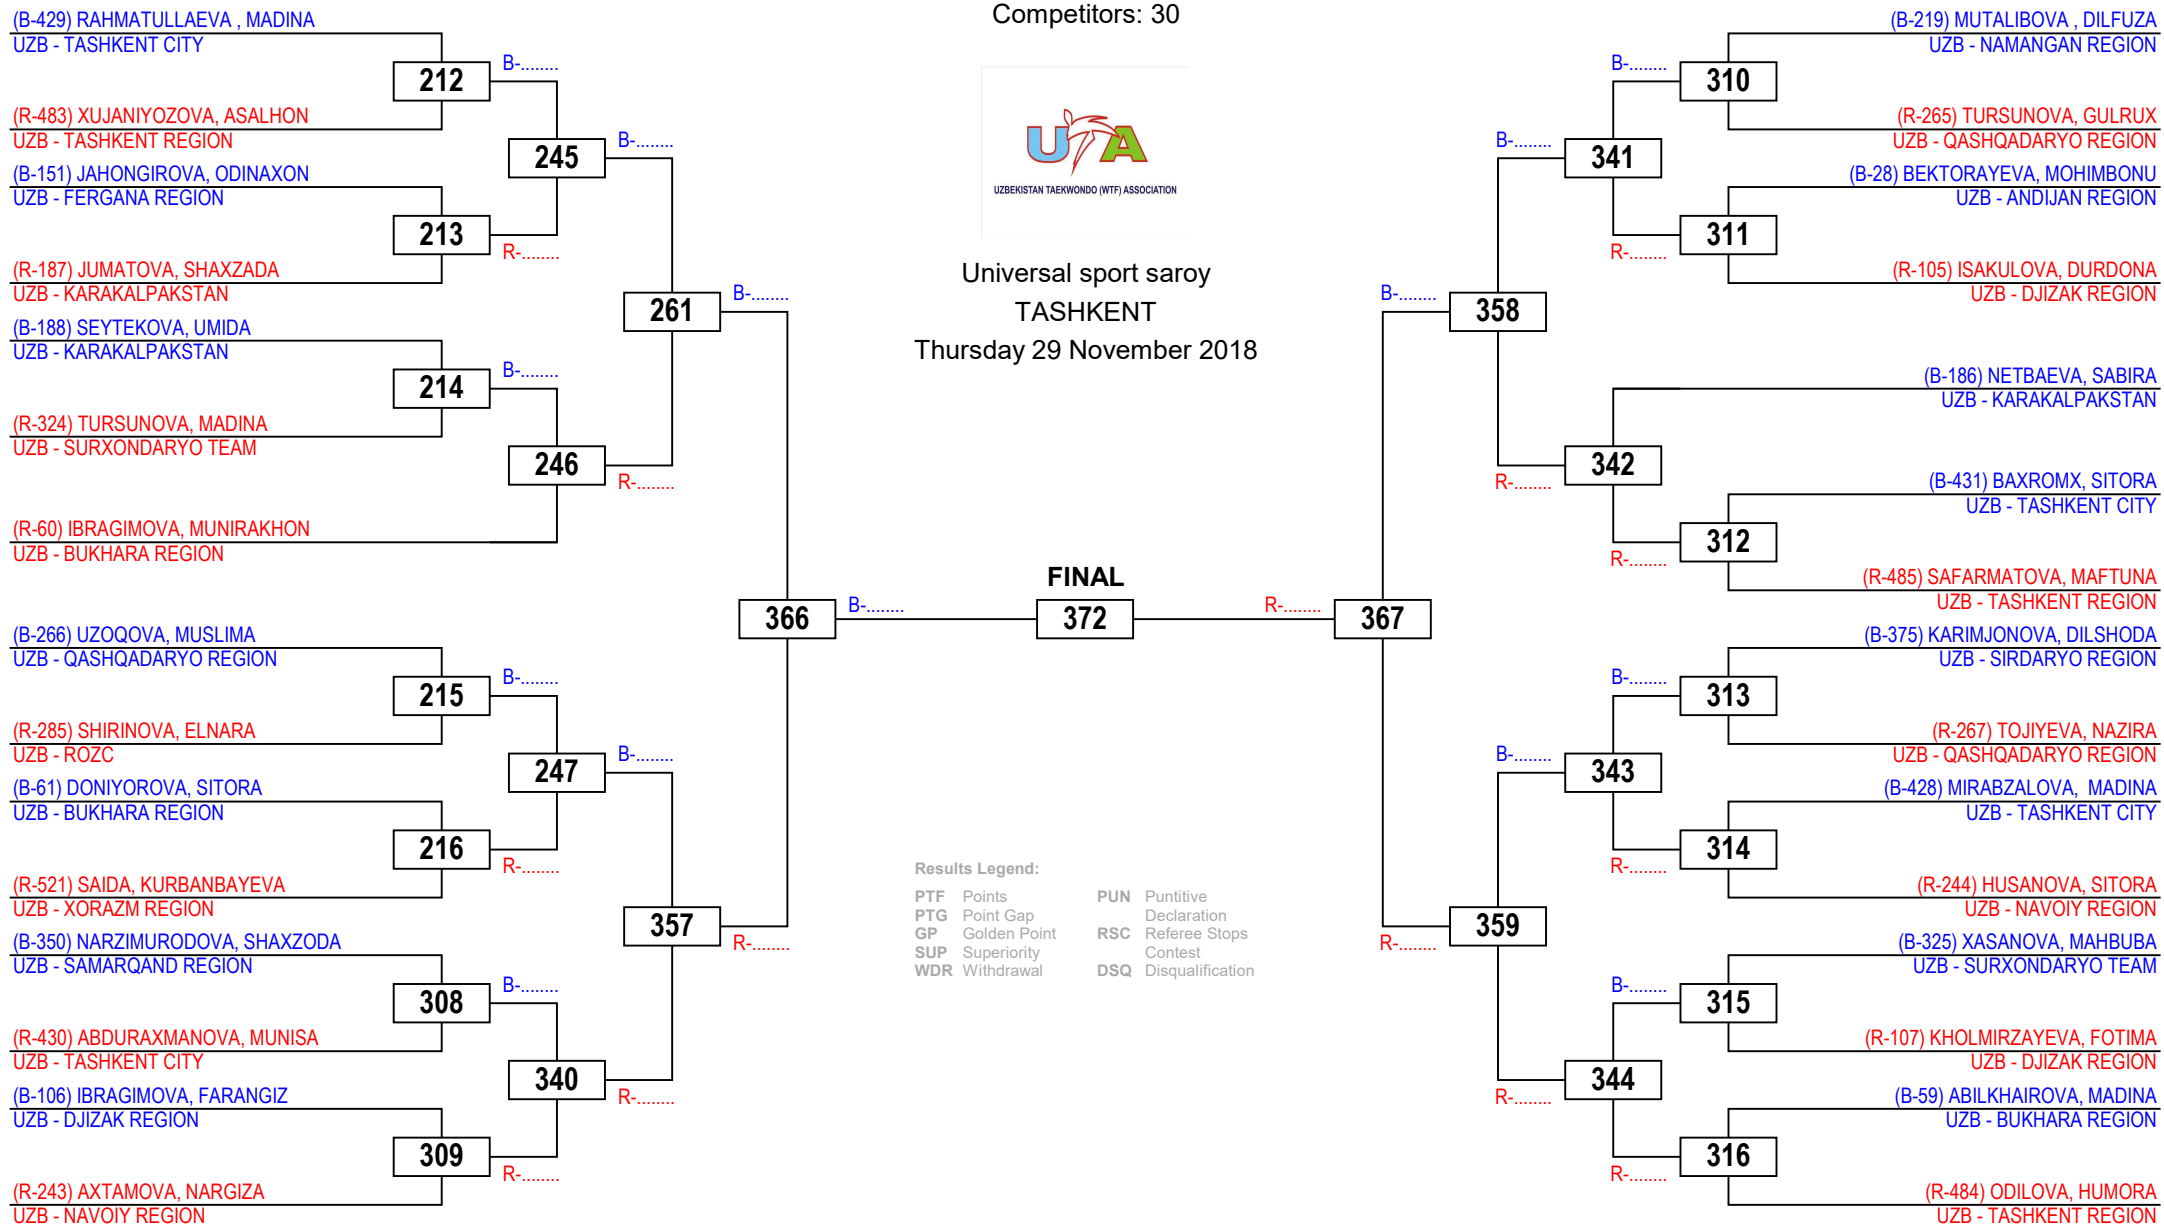 Competitors: 30
UTA
UZBEKISTAN TAEKWONDO (WTF) ASSOCIATION
Universal sport saroy
TASHKENT
Thursday 29 November 2018
(B-429) RAHMATULLAEVA , MADINA
UZB - TASHKENT CITY
212
B-........
(R-483) XUJANIYOZOVA, ASALHON
UZB - TASHKENT REGION
245
B-........
(B-151) JAHONGIROVA, ODINAXON
UZB - FERGANA REGION
213
R-........
(R-187) JUMATOVA, SHAXZADA
UZB - KARAKALPAKSTAN
261
B-........
(B-188) SEYTEKOVA, UMIDA
UZB - KARAKALPAKSTAN
214
B-........
(R-324) TURSUNOVA, MADINA
UZB - SURXONDARYO TEAM
246
R-........
(R-60) IBRAGIMOVA, MUNIRAKHON
UZB - BUKHARA REGION
366
B-........
(B-266) UZOQOVA, MUSLIMA
UZB - QASHQADARYO REGION
215
B-........
(R-285) SHIRINOVA, ELNARA
UZB - ROZC
247
B-........
(B-61) DONIYOROVA, SITORA
UZB - BUKHARA REGION
216
R-........
(R-521) SAIDA, KURBANBAYEVA
UZB - XORAZM REGION
357
R-........
(B-350) NARZIMURODOVA, SHAXZODA
UZB - SAMARQAND REGION
308
B-........
(R-430) ABDURAXMANOVA, MUNISA
UZB - TASHKENT CITY
340
R-........
(B-106) IBRAGIMOVA, FARANGIZ
UZB - DJIZAK REGION
309
R-........
(R-243) AXTAMOVA, NARGIZA
UZB - NAVOIY REGION
FINAL
372
Results Legend:
PTF Points
PTG Point Gap
GP Golden Point
SUP Superiority
WDR Withdrawal
PUN Puntitive
Declaration
RSC Referee Stops
Contest
DSQ Disqualification
(B-219) MUTALIBOVA , DILFUZA
UZB - NAMANGAN REGION
B-........
310
(R-265) TURSUNOVA, GULRUX
UZB - QASHQADARYO REGION
B-........
341
(B-28) BEKTORAYEVA, MOHIMBONU
UZB - ANDIJAN REGION
R-........
311
(R-105) ISAKULOVA, DURDONA
UZB - DJIZAK REGION
B-........
358
(B-186) NETBAEVA, SABIRA
UZB - KARAKALPAKSTAN
R-........
342
(B-431) BAXROMX, SITORA
UZB - TASHKENT CITY
R-........
312
(R-485) SAFARMATOVA, MAFTUNA
UZB - TASHKENT REGION
R-........
367
(B-375) KARIMJONOVA, DILSHODA
UZB - SIRDARYO REGION
B-........
313
(R-267) TOJIYEVA, NAZIRA
UZB - QASHQADARYO REGION
B-........
343
(B-428) MIRABZALOVA,  MADINA
UZB - TASHKENT CITY
R-........
314
(R-244) HUSANOVA, SITORA
UZB - NAVOIY REGION
R-........
359
(B-325) XASANOVA, MAHBUBA
UZB - SURXONDARYO TEAM
B-........
315
(R-107) KHOLMIRZAYEVA, FOTIMA
UZB - DJIZAK REGION
R-........
344
(B-59) ABILKHAIROVA, MADINA
UZB - BUKHARA REGION
R-........
316
(R-484) ODILOVA, HUMORA
UZB - TASHKENT REGION